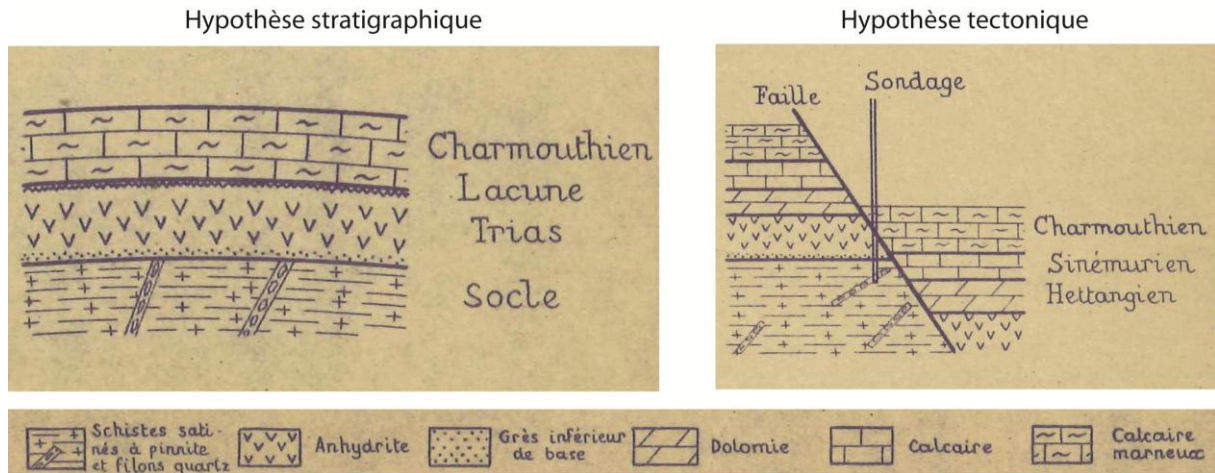 Hypothèse stratigraphique
Charmouthien
Lacune
Trias
Socle
Hypothèse tectonique
Sondage
Faille
Charmouthien
Sinémurien
Hettangien
Schistes sati
nés à pinnite
et filons quartz
Anhydrite
Grès inférieur
de base
Dolomie
Calcaire
Calcaire
marneux